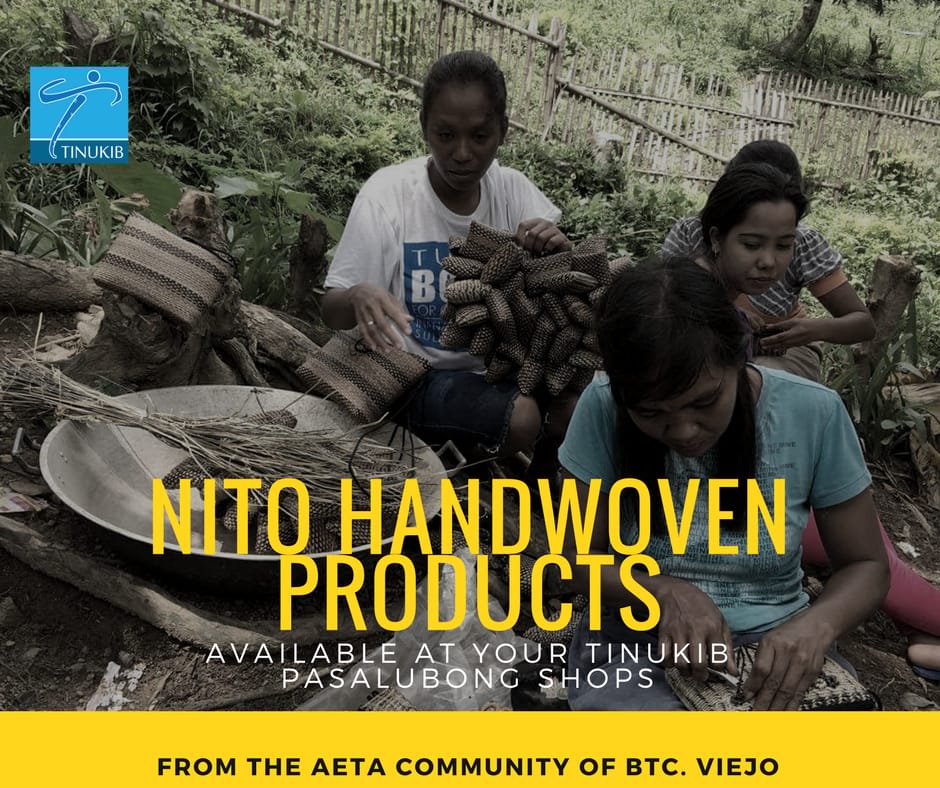 TINUKIB
NITO HANDWOVEN
PRODUCTS
AVAILABLE AT YOUR TINUKIB
PASALUBONG SHOPS
FROM THE AETA COMMUNITY OF BTC. VIEJO